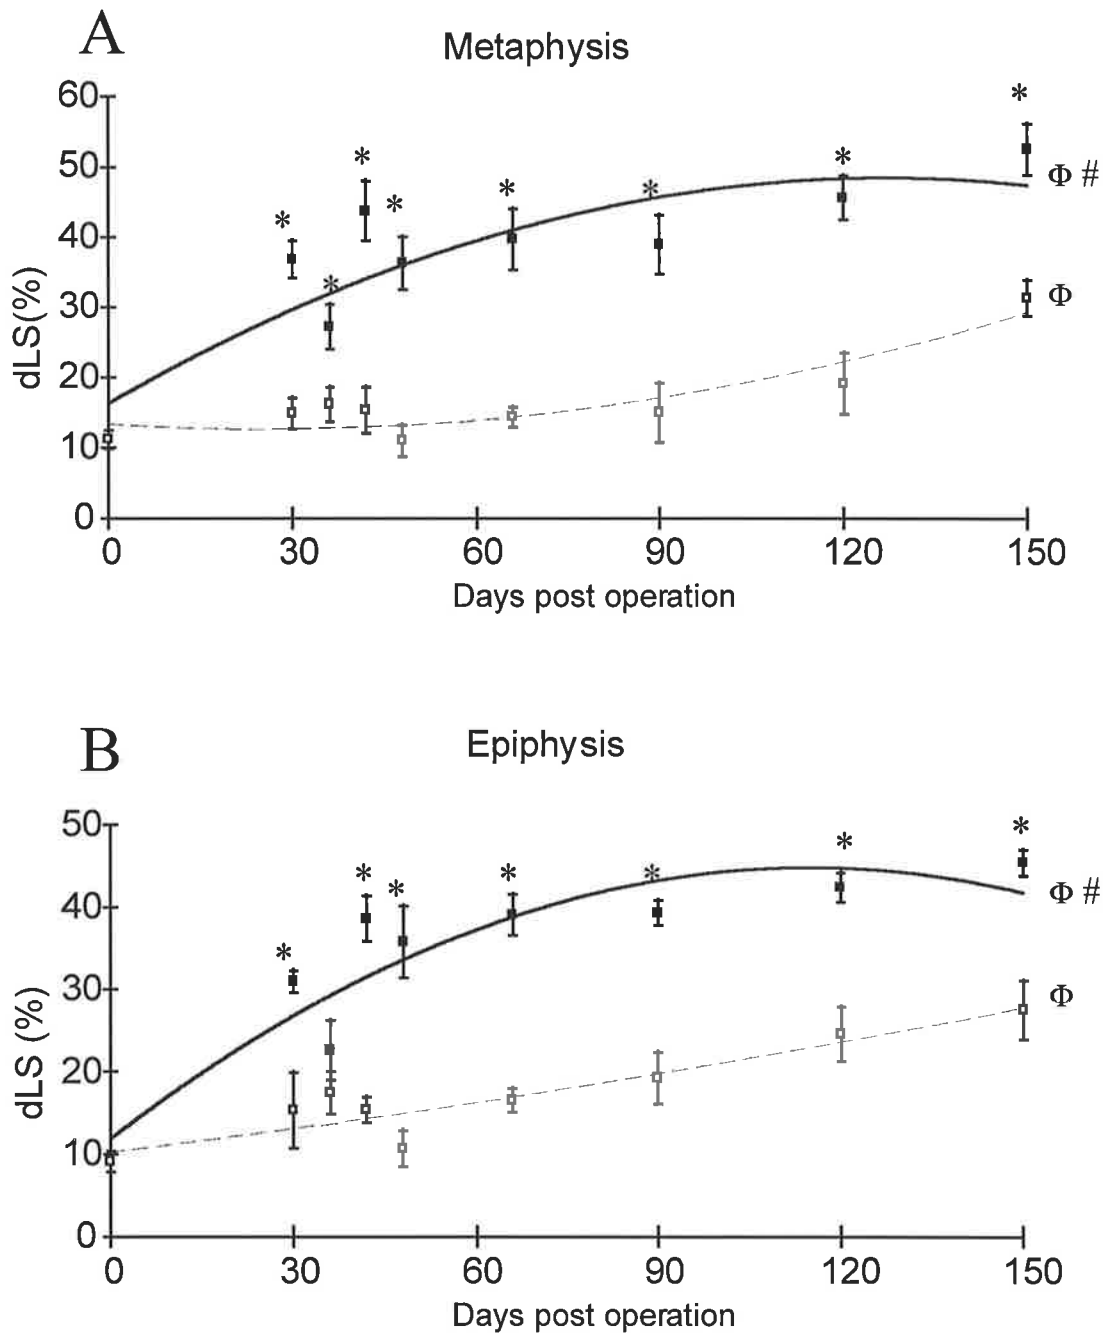 A
Metaphysis
dLS(%)
60
50
40
30
20
10
0
* * * * * * * *
Φ #
Φ
0 30 60 90 120 150
Days post operation
B
Epiphysis
dLS (%)
50
40
30
20
10
0
* * * * * * *
Φ #
Φ
0 30 60 90 120 150
Days post operation